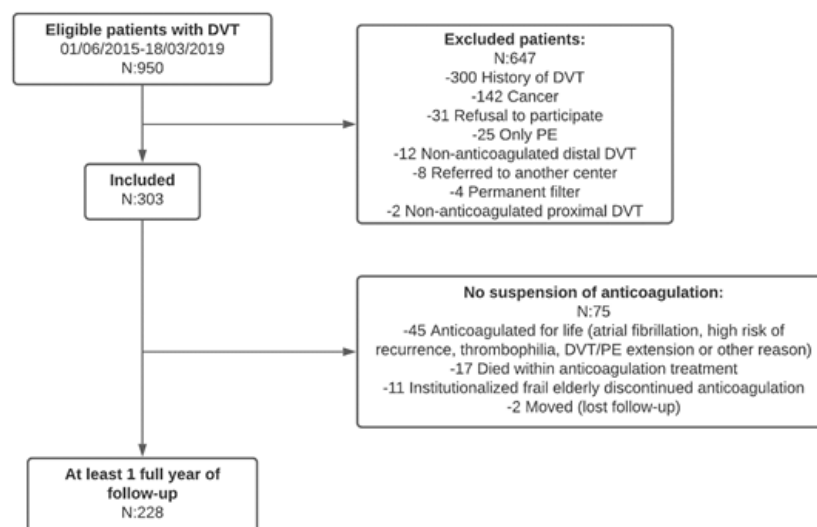 Eligible patients with DVT
01/06/2015-18/03/2019
N:950
Excluded patients:
N:647
-300 History of DVT
-142 Cancer
-31 Refusal to participate
-25 Only PE
-12 Non-anticoagulated distal DVT
-8 Referred to another center
-4 Permanent filter
-2 Non-anticoagulated proximal DVT
Included
N:303
No suspension of anticoagulation:
N:75
-45 Anticoagulated for life (atrial fibrillation, high risk of
recurrence, thrombophilia, DVT/PE extension or other reason)
-17 Died within anticoagulation treatment
-11 Institutionalized frail elderly discontinued anticoagulation
-2 Moved (lost follow-up)
At least 1 full year of
follow-up
N:228